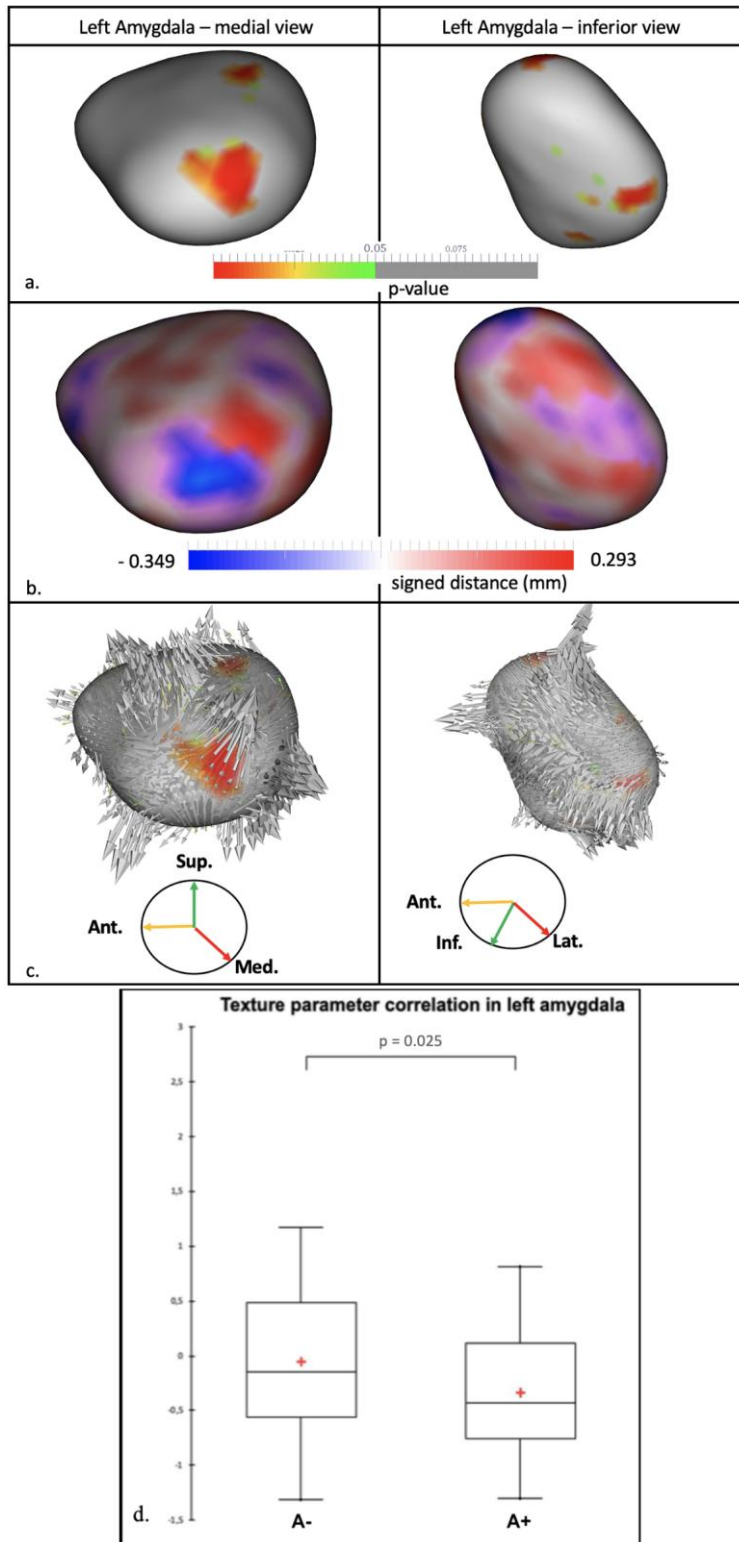 Left Amygdala – medial view
Left Amygdala – inferior view
0.05
0.075
a.
p-value
- 0.349
0.293
b.
signed distance (mm)
Sup.
Ant.
Med.
Ant.
Inf.
Lat.
c.
Texture parameter correlation in left amygdala
p = 0.025
3
2,5
2
1,5
1
0,5
0
-0,5
-1
-1,5
d.
A-
A+